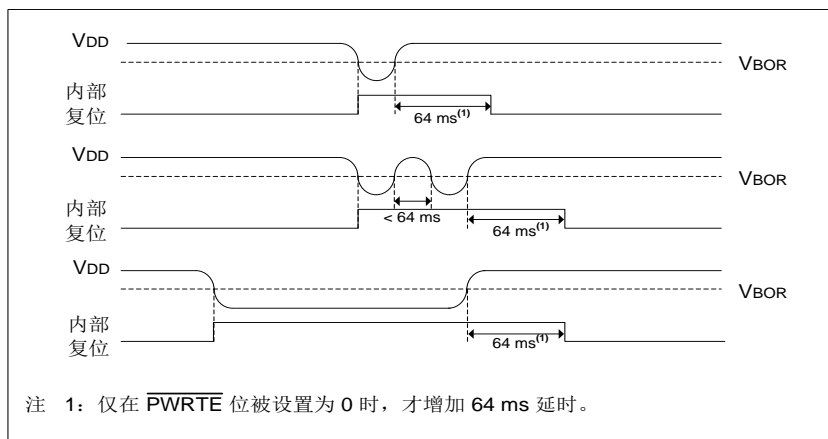 VDD
VBOR
内部
复位
64 ms(1)
VDD
VBOR
内部
复位
< 64 ms
64 ms(1)
VDD
VBOR
内部
复位
64 ms(1)
注 1：仅在 PWRTE 位被设置为 0 时，才增加 64 ms 延时。